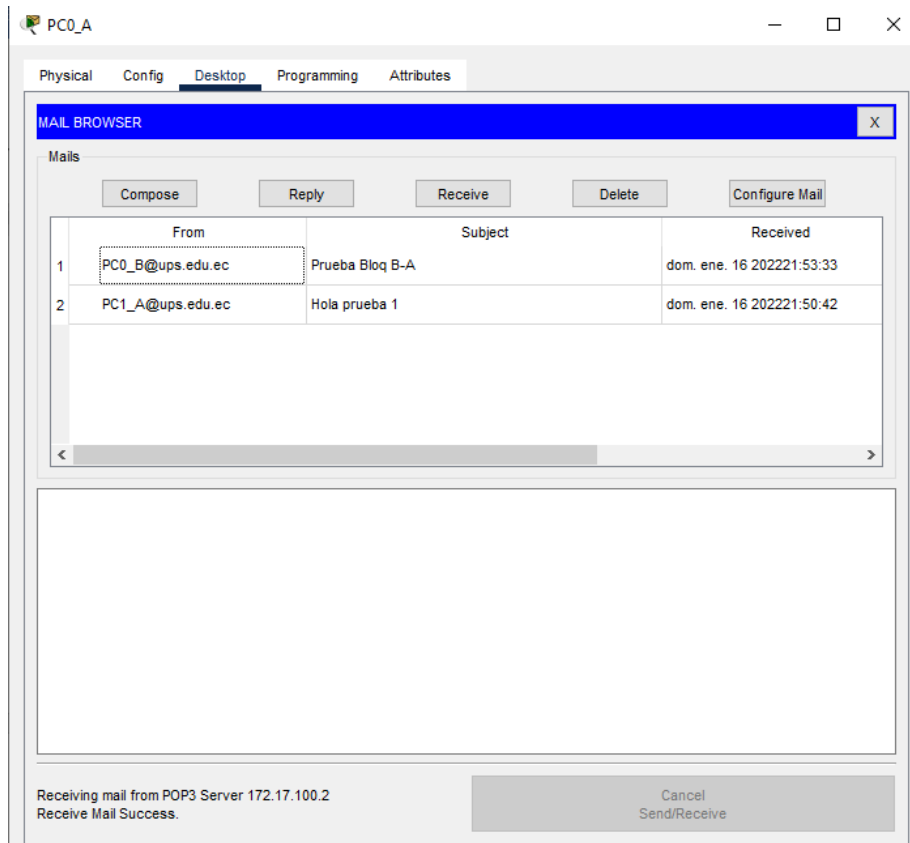 PC0_A
Physical Config Desktop Programming Attributes
MAIL BROWSER X
Mails
Compose Reply Receive Delete Configure Mail
From Subject Received
1 PC0_B@ups.edu.ec Prueba Bloq B-A dom. ene. 16 202221:53:33
2 PC1_A@ups.edu.ec Hola prueba 1 dom. ene. 16 202221:50:42
Receiving mail from POP3 Server 172.17.100.2
Receive Mail Success.
Cancel
Send/Receive